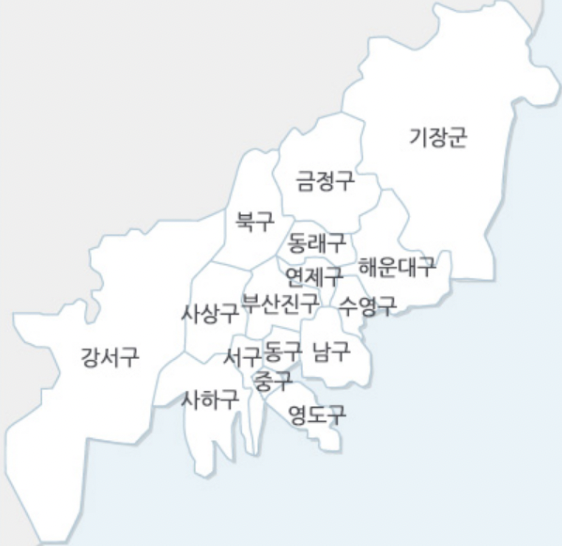 기장군
금정구
북구
동래구
해운대구
연제구
부산진구
수영구
사상구
강서구
서구
동구
남구
중구
사하구
영도구